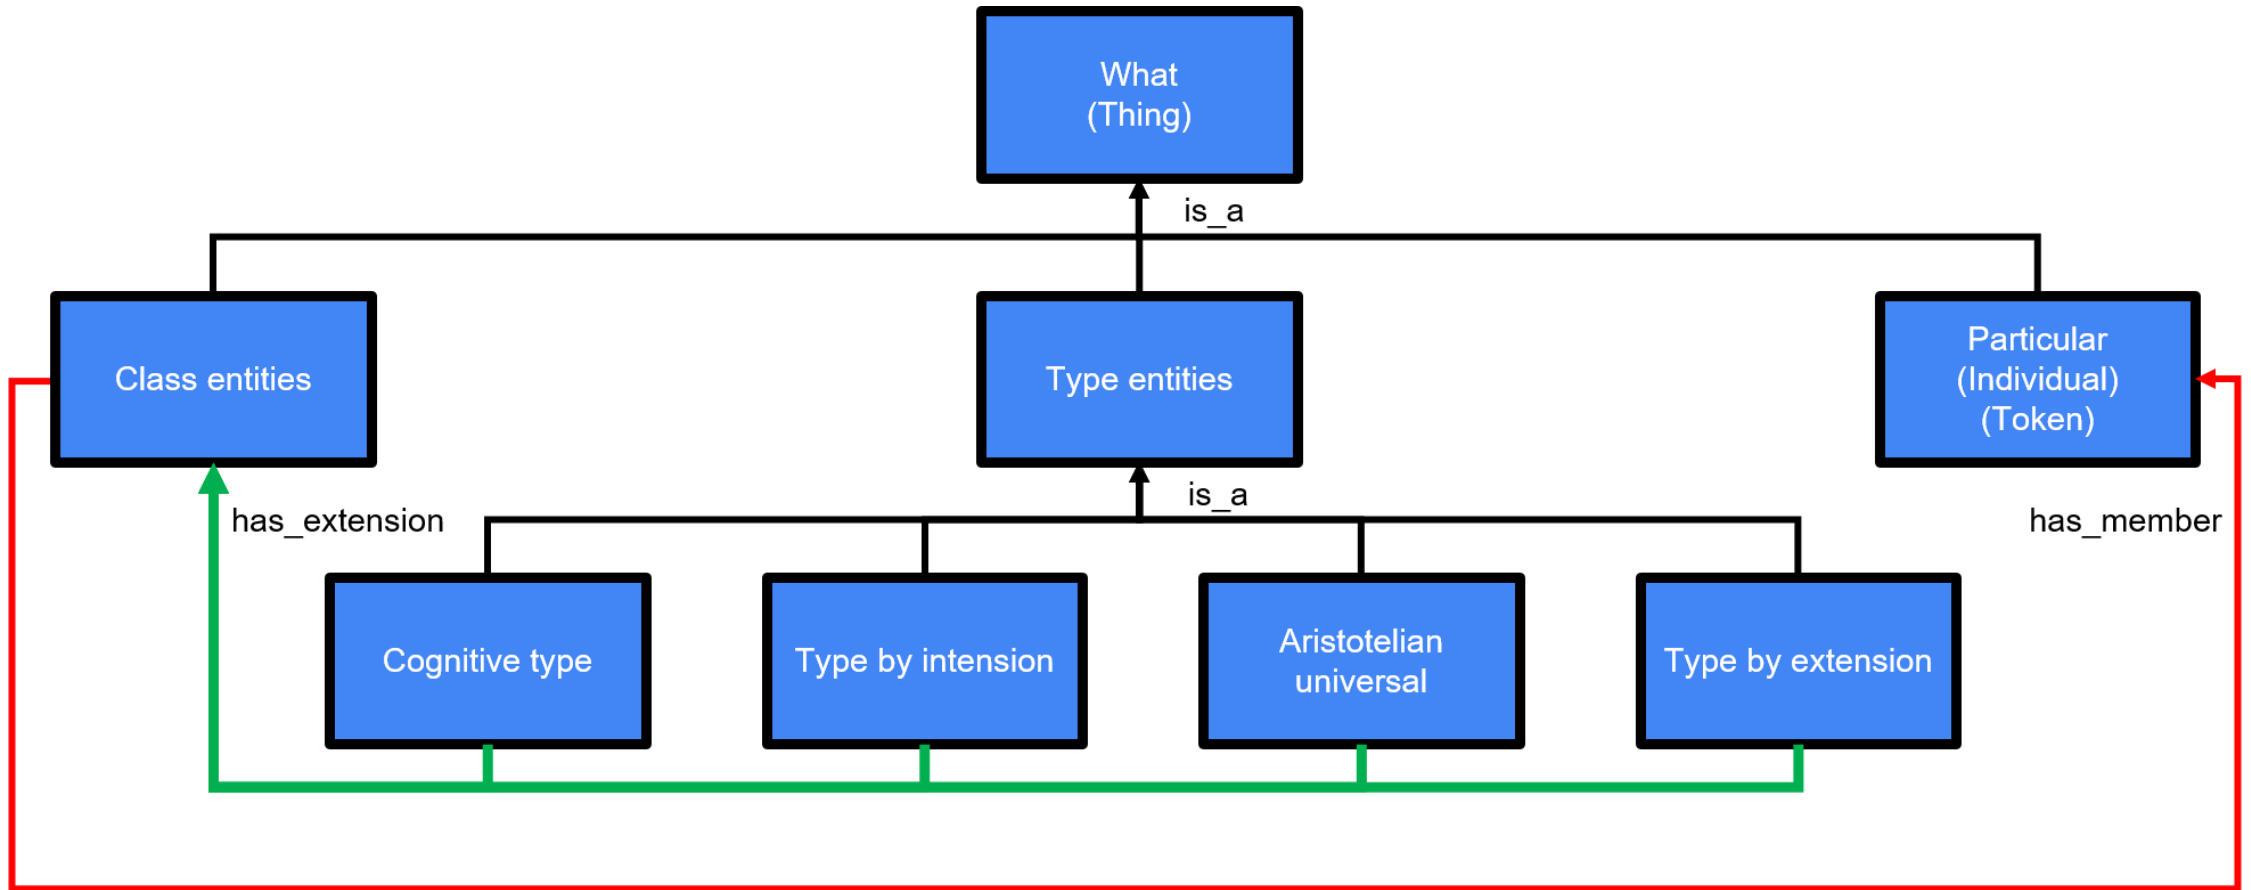 What
(Thing)
is_a
Class entities
Type entities
Particular
(Individual)
(Token)
has_extension
is_a
has_member
Cognitive type
Type by intension
Aristotelian
universal
Type by extension